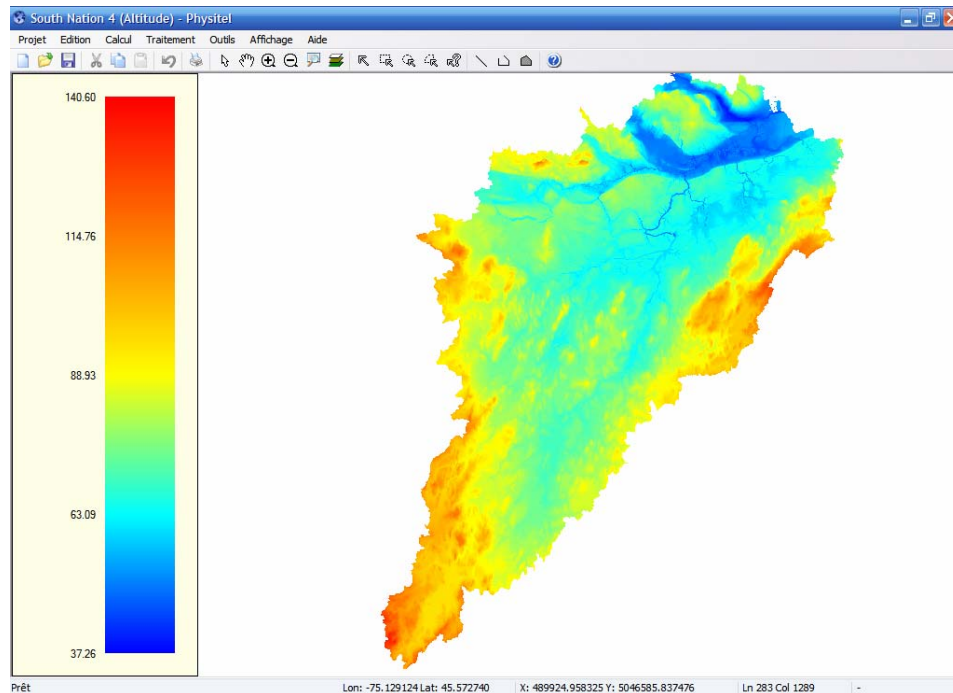 South Nation 4 (Altitude) - Physitel
Projet Edition Calcul Traitement Outils Affichage Aide
140.60
114.76
88.93
63.09
37.26
Prêt Lon: -75.129124 Lat: 45.572740 X: 489924.958325 Y: 5046585.837476 Ln 283 Col 1289 -